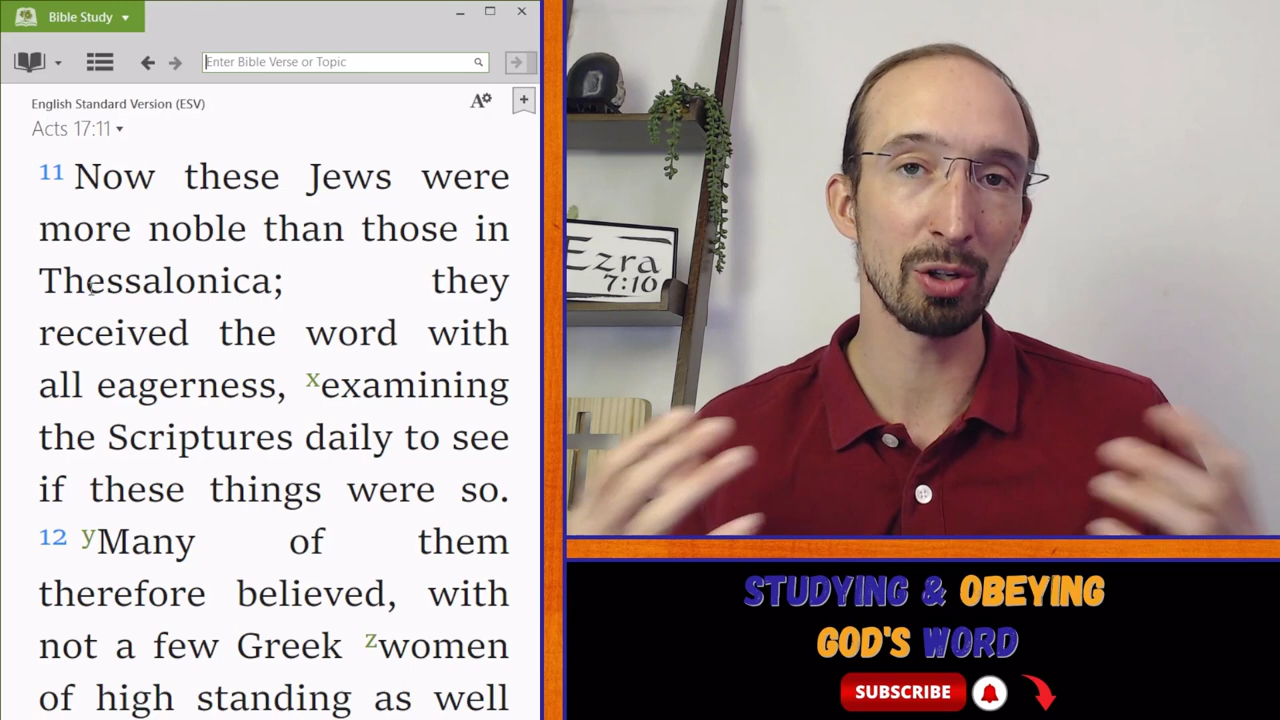 Bible Study
Enter Bible Verse or Topic
English Standard Version (ESV)
Acts 17:11
11 Now these Jews were
more noble than those in
Thessalonica; they
received the word with
all eagerness, xexamining
the Scriptures daily to see
if these things were so.
12 yMany of them
therefore believed, with
not a few Greek zwomen
of high standing as well
Ezra
7:10
STUDYING & OBEYING
GOD'S WORD
SUBSCRIBE